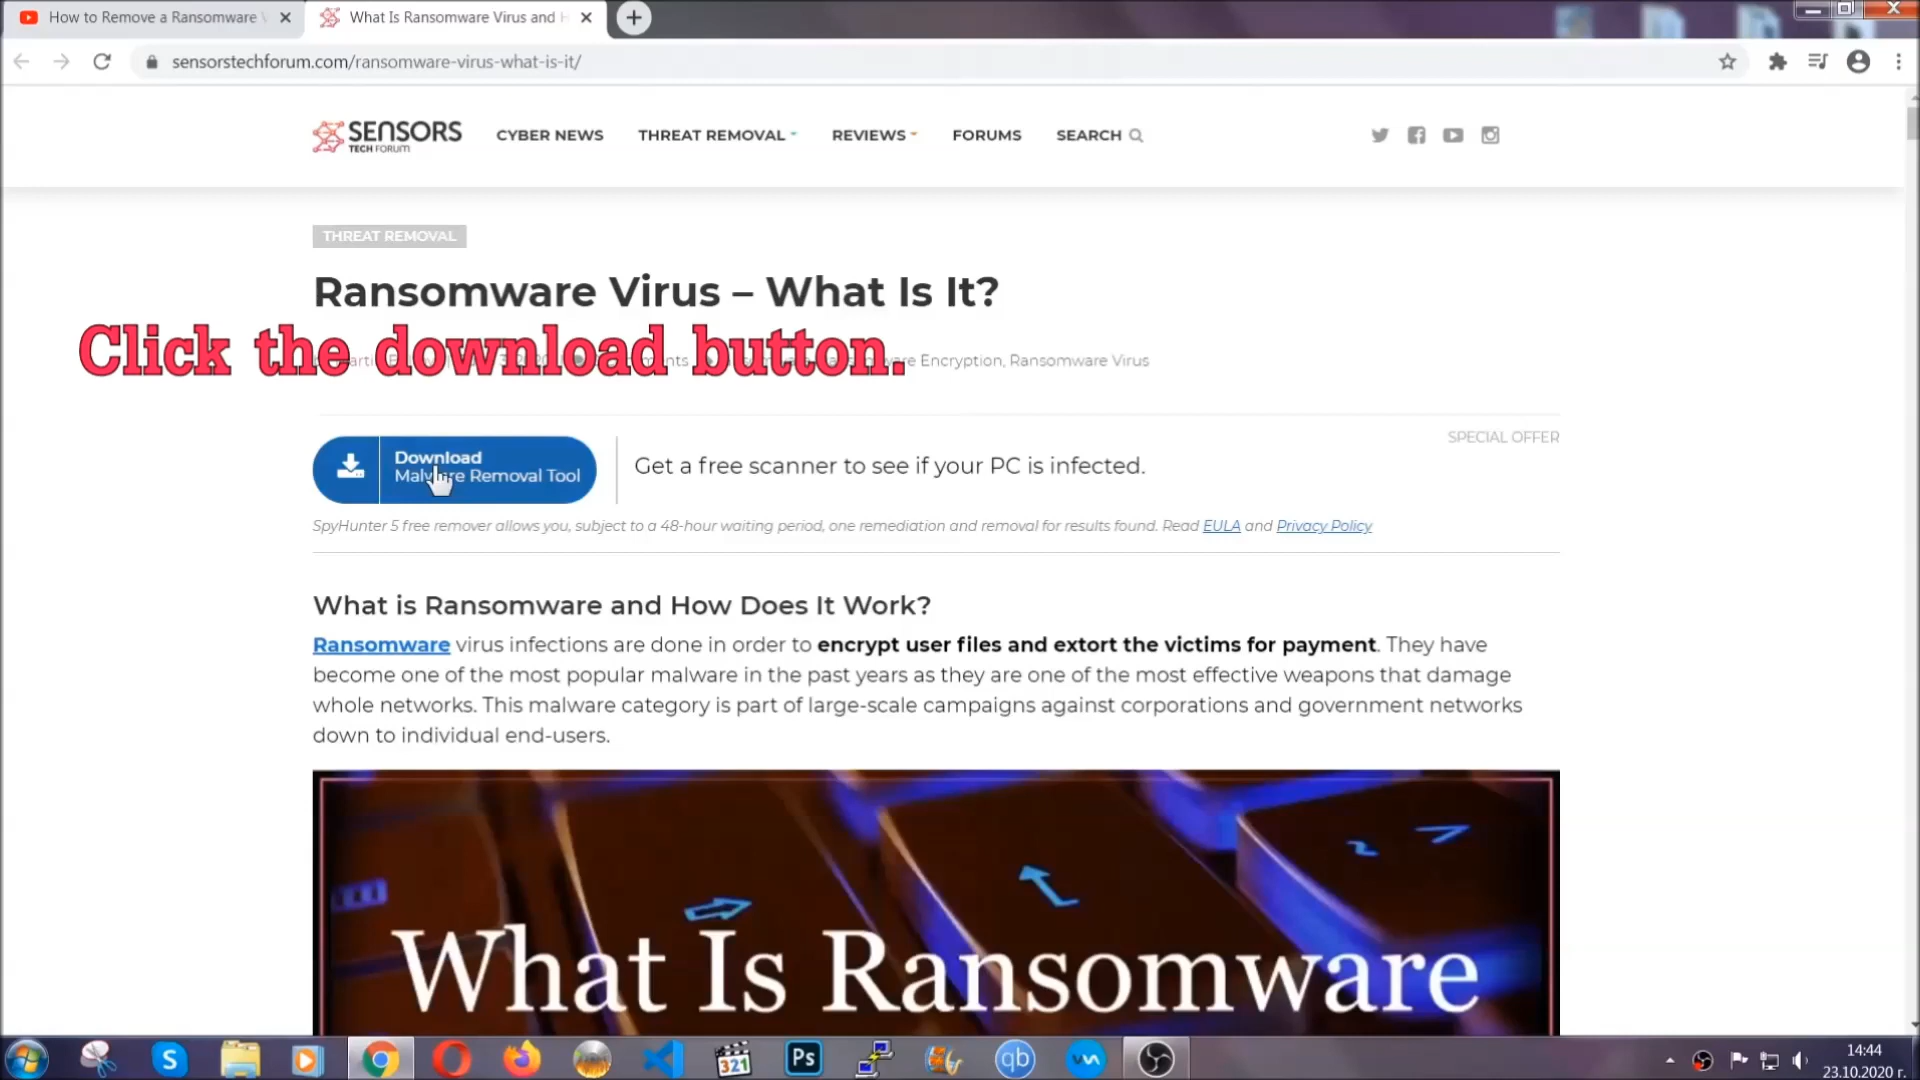 How to Remove a Ransomware
What Is Ransomware Virus and H
sensorstechforum.com/ransomware-virus-what-is-it/
SENSORS
TECH FORUM
CYBER NEWS
THREAT REMOVAL
REVIEWS
FORUMS
SEARCH
THREAT REMOVAL
Ransomware Virus – What Is It?
Click the download button.
Encryption, Ransomware Virus
SPECIAL OFFER
Download
Malware Removal Tool
Get a free scanner to see if your PC is infected.
SpyHunter 5 free remover allows you, subject to a 48-hour waiting period, one remediation and removal for results found. Read EULA and Privacy Policy
What is Ransomware and How Does It Work?
Ransomware virus infections are done in order to encrypt user files and extort the victims for payment. They have
become one of the most popular malware in the past years as they are one of the most effective weapons that damage
whole networks. This malware category is part of large-scale campaigns against corporations and government networks
down to individual end-users.
What Is Ransomware
S
321
Ps
qb
14:44
23.10.2020 г.